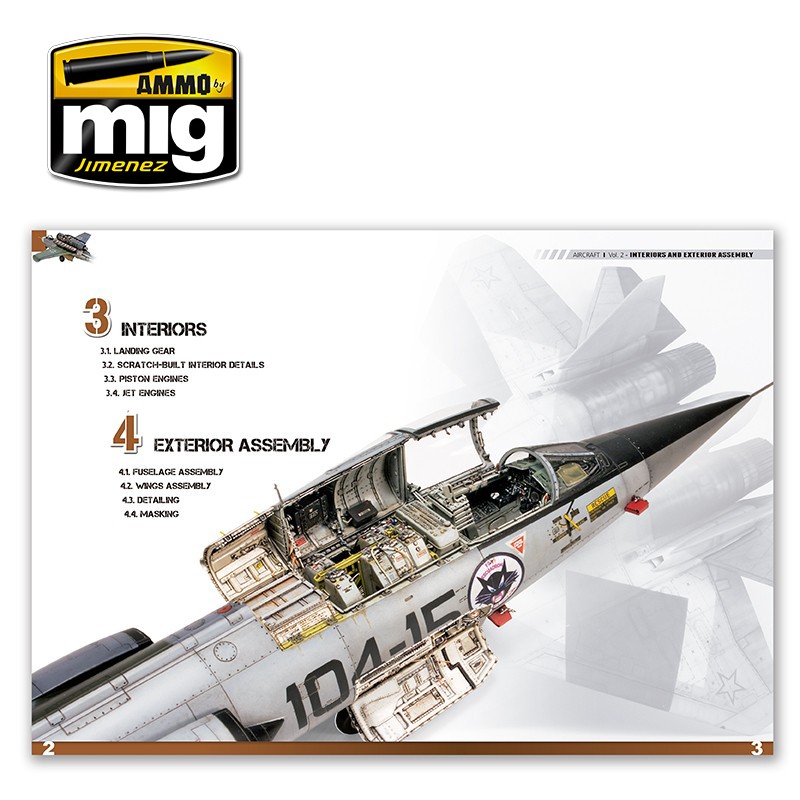 AMMO by
mig
Jimenez
AIRCRAFT | Vol. 2 - INTERIORS AND EXTERIOR ASSEMBLY
3 INTERIORS
3.1. LANDING GEAR
3.2. SCRATCH-BUILT INTERIOR DETAILS
3.3. PISTON ENGINES
3.4. JET ENGINES
4 EXTERIOR ASSEMBLY
4.1. FUSELAGE ASSEMBLY
4.2. WINGS ASSEMBLY
4.3. DETAILING
4.4. MASKING
RESCUE
104-15
2
3